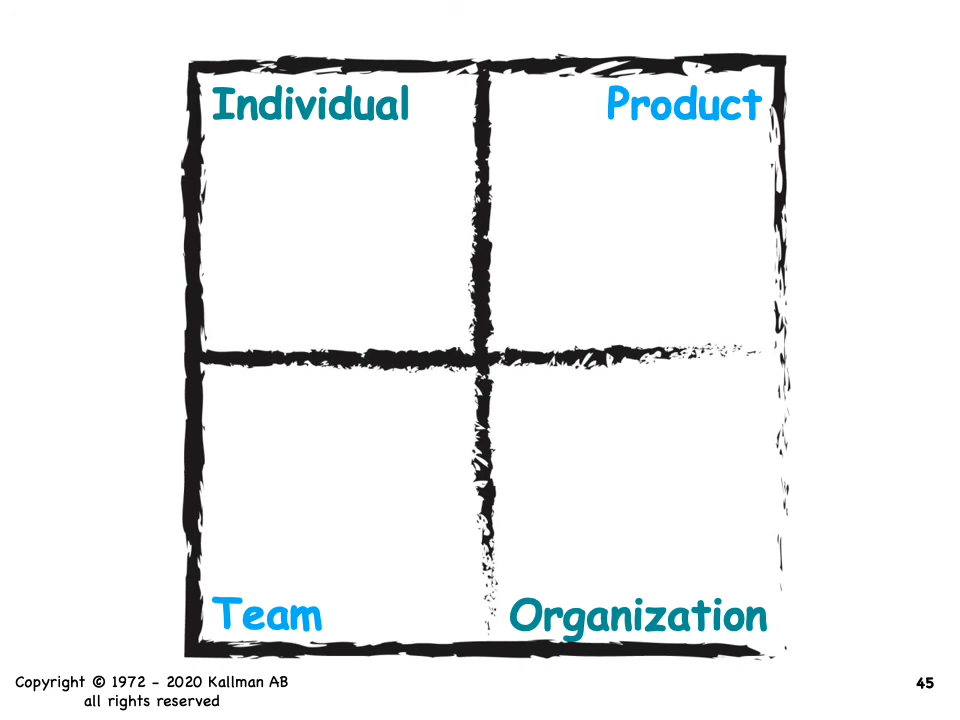 Individual
Product
Team
Organization
Copyright © 1972 - 2020 Kallman AB
all rights reserved
45